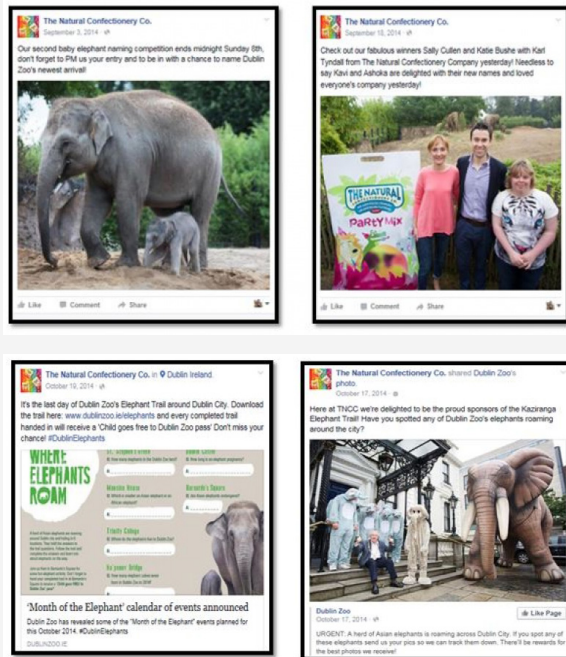 The Natural Confectionery Co.
September 3, 2014
Our second baby elephant naming competition ends midnight Sunday 8th,
don't forget to PM us your entry and to be in with a chance to name Dublin
Zoo's newest arrival!
Like Comment Share
The Natural Confectionery Co.
September 18, 2014
Check out our fabulous winners Sally Cullen and Katie Bushe with Karl
Tyndall from The Natural Confectionery Company yesterday! Needless to
say Kavi and Ashoka are delighted with their new names and loved
everyone's company yesterday!
THE NATURAL
PARTY MIX
Like Comment Share
The Natural Confectionery Co. in Dublin Ireland.
October 19, 2014
It's the last day of Dublin Zoo's Elephant Trail around Dublin City. Download
the trail here: www.dublinzoo.ie/elephants and every completed trail
handed in will receive a 'Child goes free to Dublin Zoo pass' Don't miss your
chance! #DublinElephants
WHERE
ELEPHANTS
ROAM
Trinity College
'Month of the Elephant' calendar of events announced
Dublin Zoo has revealed some of the "Month of the Elephant" events planned for
this October 2014. #DublinElephants
DUBLINZOO.IE
The Natural Confectionery Co. shared Dublin Zoo's
photo.
October 17, 2014
Here at TNCC we're delighted to be the proud sponsors of the Kaziranga
Elephant Trail! Have you spotted any of Dublin Zoo's elephants roaming
around the city?
Dublin Zoo
October 17, 2014
Like Page
URGENT: A herd of Asian elephants is roaming across Dublin City. If you spot any of
these elephants send us your pics so we can track them down. There'll be rewards for
the best photos we receive!